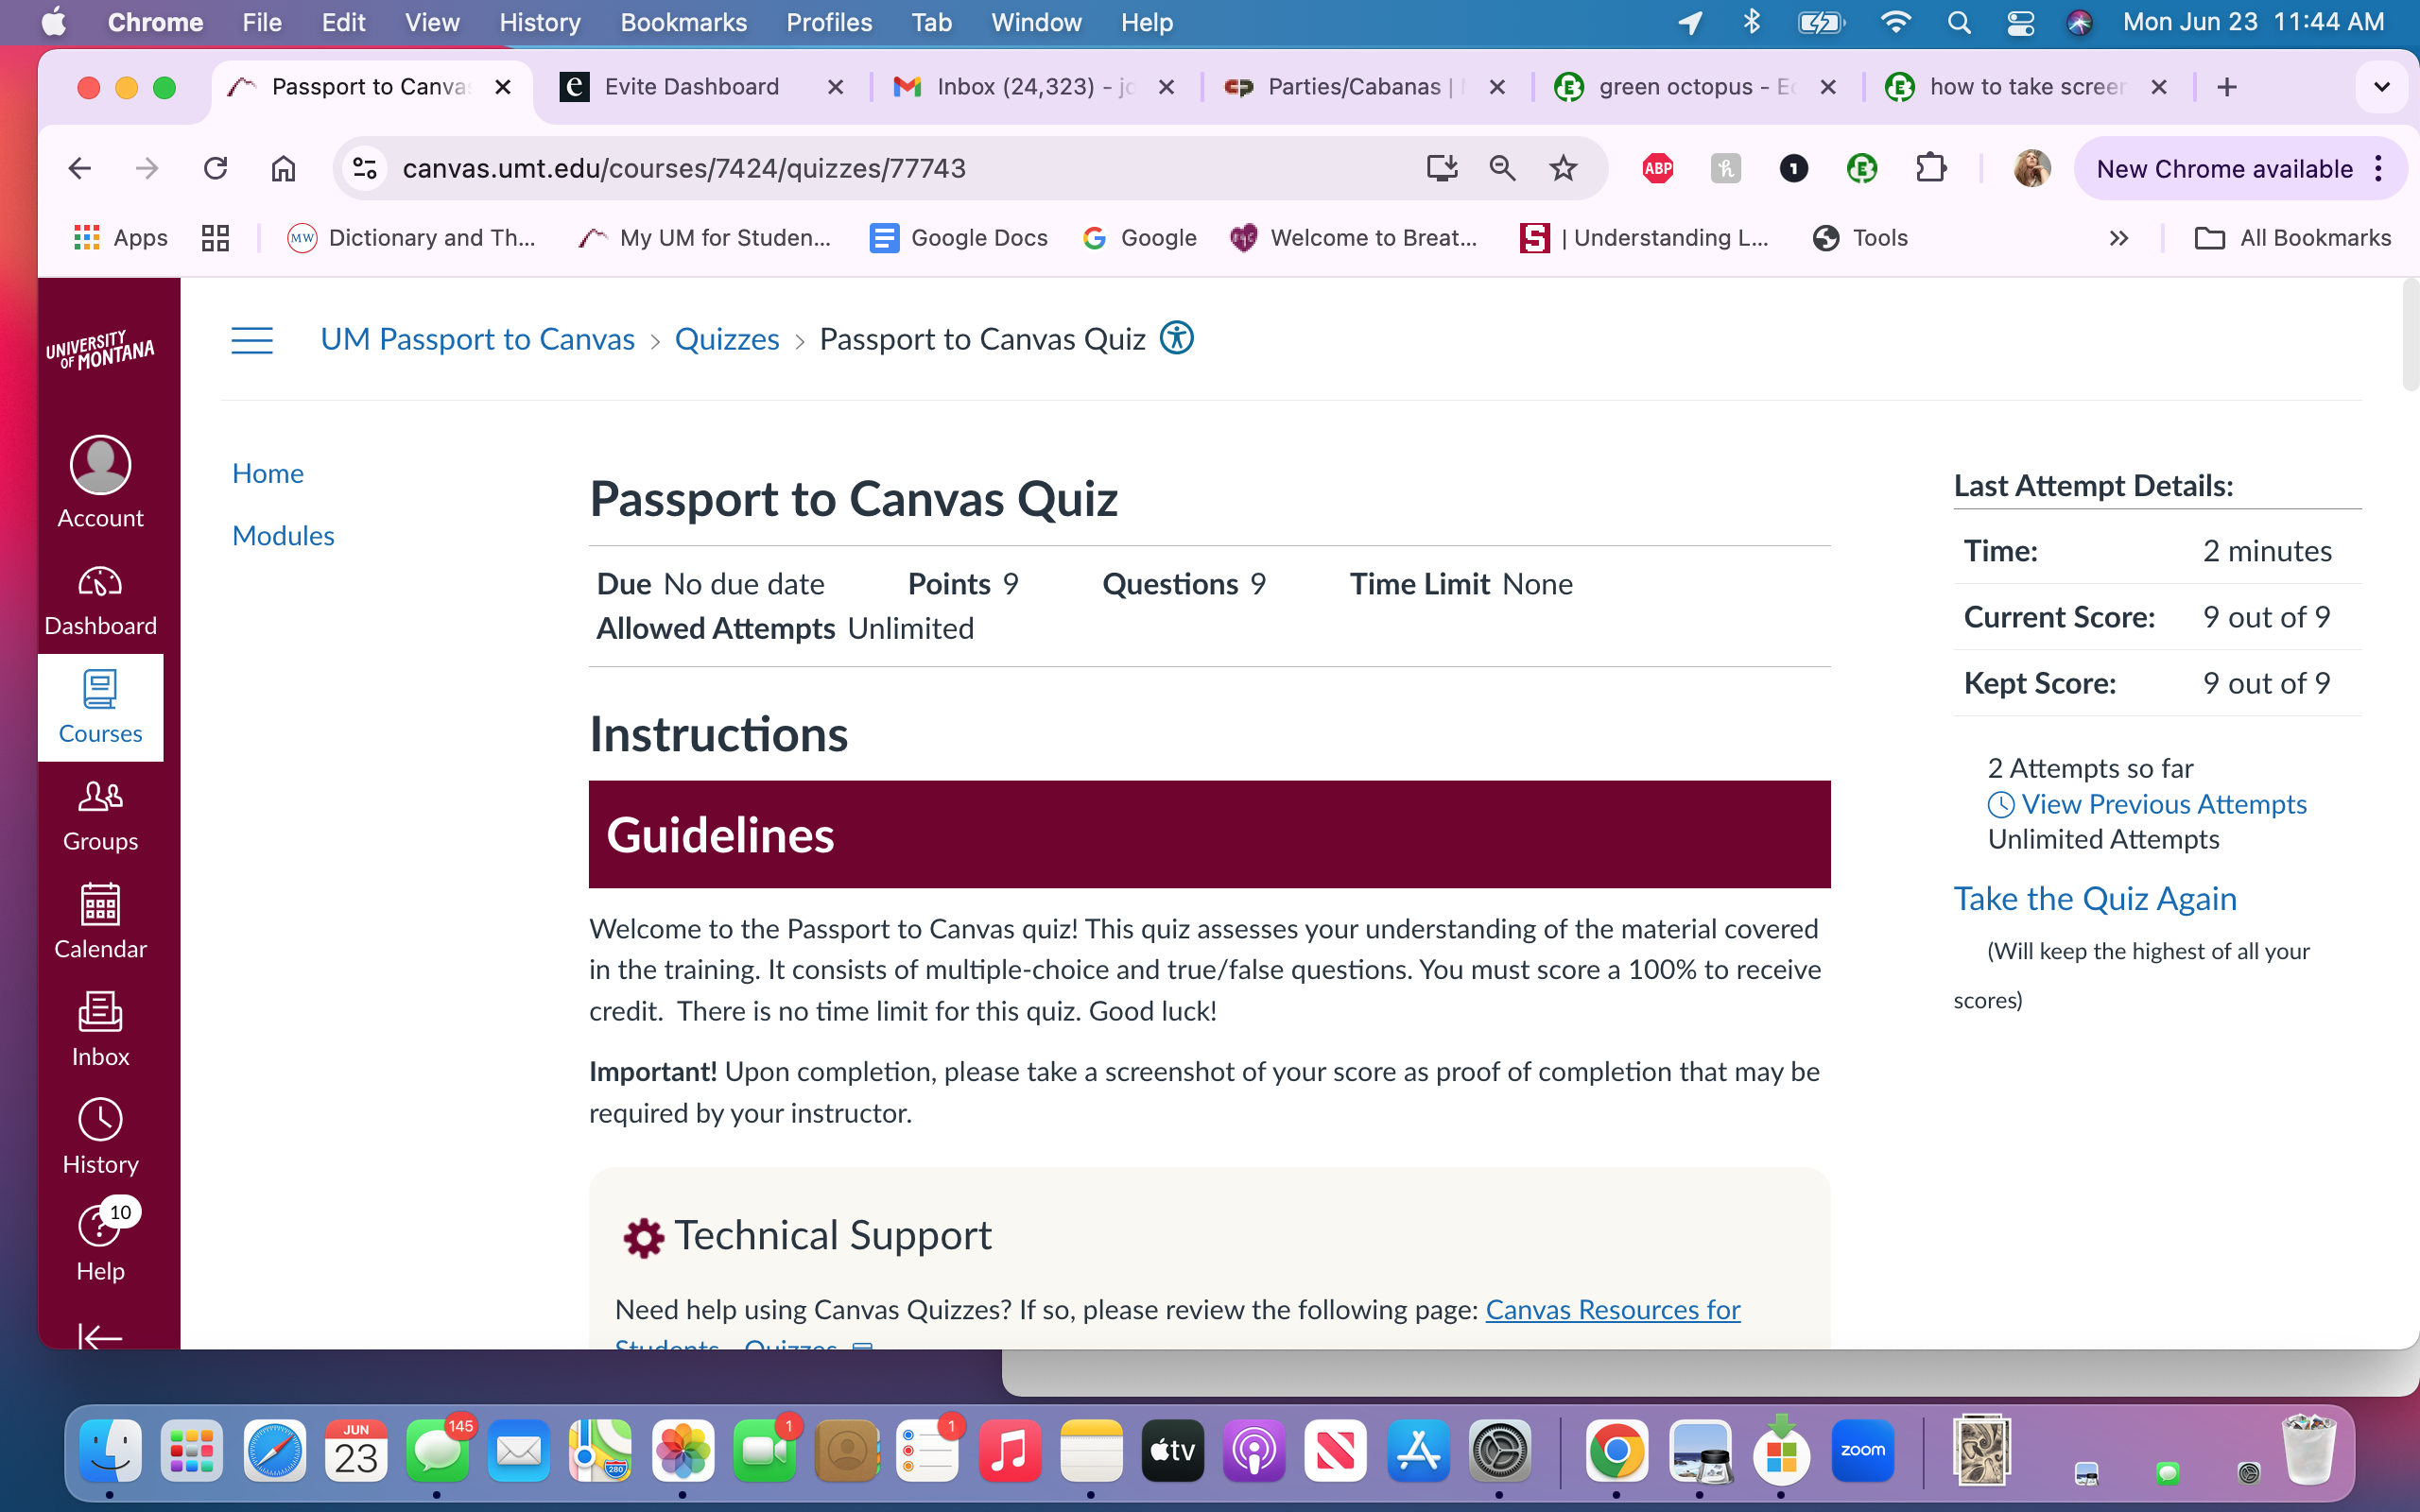 Chrome File Edit View History Bookmarks Profiles Tab Window Help Mon Jun 23 11:44 AM
Passport to Canvas Evite Dashboard Inbox (24,323) - jo Parties/Cabanas | green octopus - Ec how to take screen
canvas.umt.edu/courses/7424/quizzes/77743 ABP New Chrome available
Apps Dictionary and Th... My UM for Studen... Google Docs Google Welcome to Breat... | Understanding L... Tools All Bookmarks
UNIVERSITY
OF MONTANA
UM Passport to Canvas Quizzes Passport to Canvas Quiz
Account
Dashboard
Courses
Groups
Calendar
Inbox
History
10
Help
Home
Modules
Passport to Canvas Quiz
Due No due date Points 9 Questions 9 Time Limit None
Allowed Attempts Unlimited
Instructions
Guidelines
Welcome to the Passport to Canvas quiz! This quiz assesses your understanding of the material covered
in the training. It consists of multiple-choice and true/false questions. You must score a 100% to receive
credit. There is no time limit for this quiz. Good luck!
Important! Upon completion, please take a screenshot of your score as proof of completion that may be
required by your instructor.
Technical Support
Need help using Canvas Quizzes? If so, please review the following page: Canvas Resources for
Students - Quizzes
Last Attempt Details:
Time: 2 minutes
Current Score: 9 out of 9
Kept Score: 9 out of 9
2 Attempts so far
View Previous Attempts
Unlimited Attempts
Take the Quiz Again
(Will keep the highest of all your
scores)
JUN
23
145
280
1
1
tv
zoom